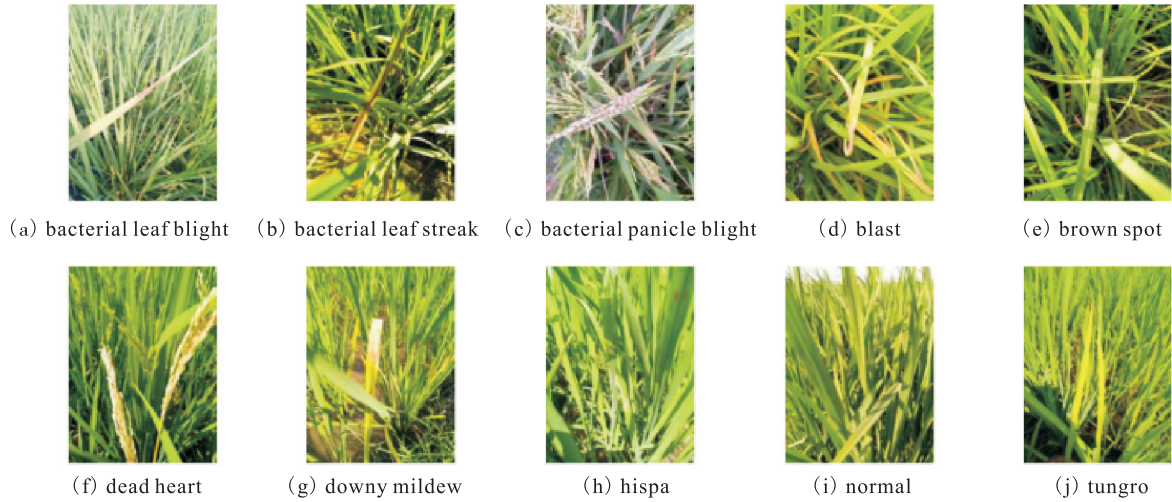 (a) bacterial leaf blight
(b) bacterial leaf streak
(c) bacterial panicle blight
(d) blast
(e) brown spot
(f) dead heart
(g) downy mildew
(h) hispa
(i) normal
(j) tungro